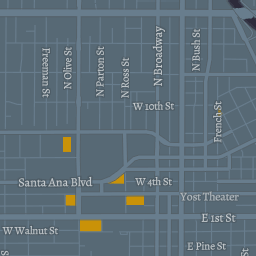 Freeman St
N Olive St
N Parton St
N Ross St
N Broadway
N Bush St
French St
W 10th St
Santa Ana Blvd
W 4th St
Yost Theater
E 1st St
W Walnut St
E Pine St